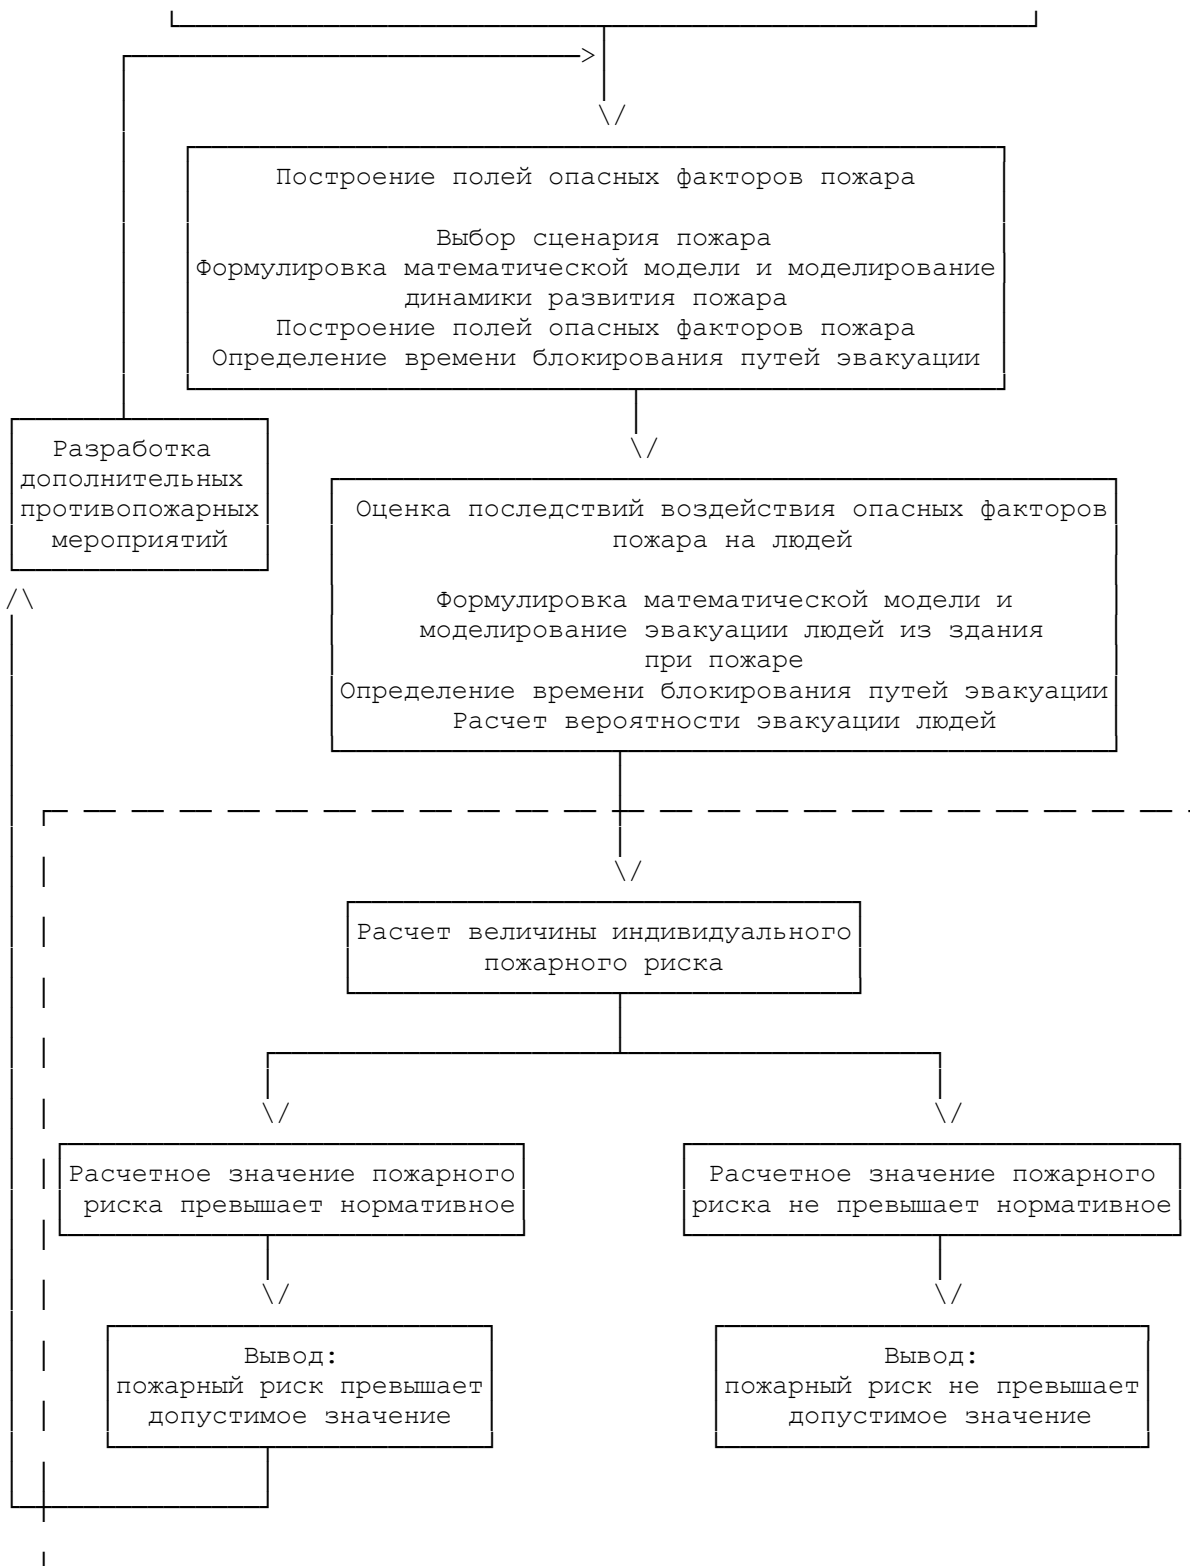 Построение полей опасных факторов пожара
Выбор сценария пожара
Формулировка математической модели и моделирование
динамики развития пожара
Построение полей опасных факторов пожара
Определение времени блокирования путей эвакуации
Разработка
дополнительных
противопожарных
мероприятий
Оценка последствий воздействия опасных факторов
пожара на людей
Формулировка математической модели и
моделирование эвакуации людей из здания
при пожаре
Определение времени блокирования путей эвакуации
Расчет вероятности эвакуации людей
Расчет величины индивидуального
пожарного риска
Расчетное значение пожарного
риска превышает нормативное
Расчетное значение пожарного
риска не превышает нормативное
Вывод:
пожарный риск превышает
допустимое значение
Вывод:
пожарный риск не превышает
допустимое значение